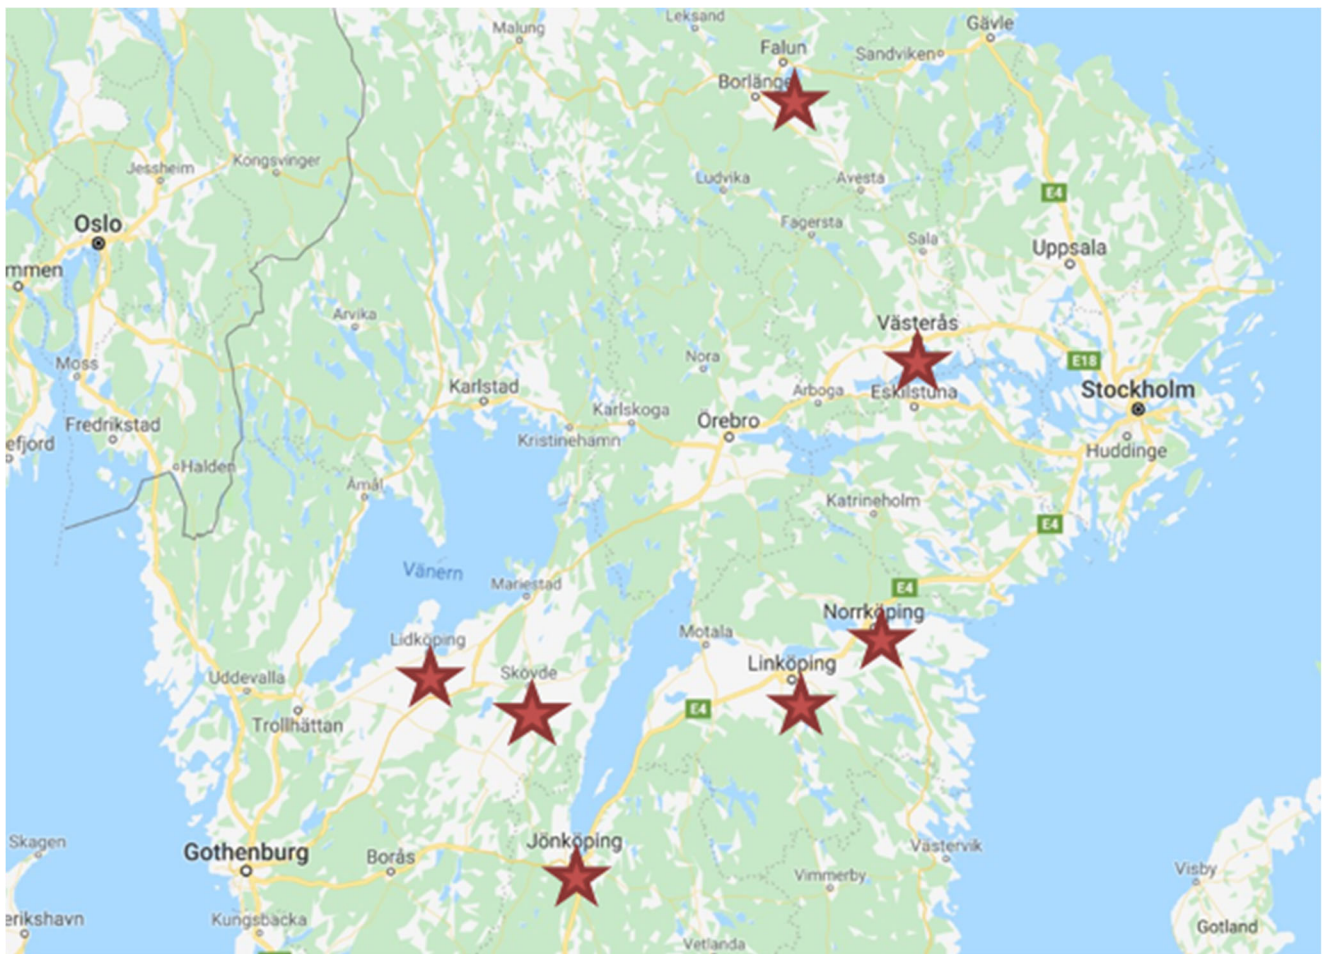 Leksand
Gävle
Malung
Falun
Sandviken
Borlänge
Jessheim
Kongsvinger
Ludvika
Avesta
E4
Oslo
Fagersta
Sala
Uppsala
mmen
Arvika
Västerås
Moss
Nora
E18
Karlstad
Arboga
Eskilstuna
Stockholm
Fredrikstad
Karlskoga
Örebro
efjord
Kristinehamn
Huddinge
Halden
Åmål
Katrineholm
E4
Vänern
Mariestad
E4
Norrköping
Lidköping
Motala
Uddevalla
Skövde
Linköping
E4
Trollhättan
Skagen
Jönköping
Gothenburg
Borås
Västervik
Visby
Vimmerby
erikshavn
Kungsbacka
Gotland
Vetlanda